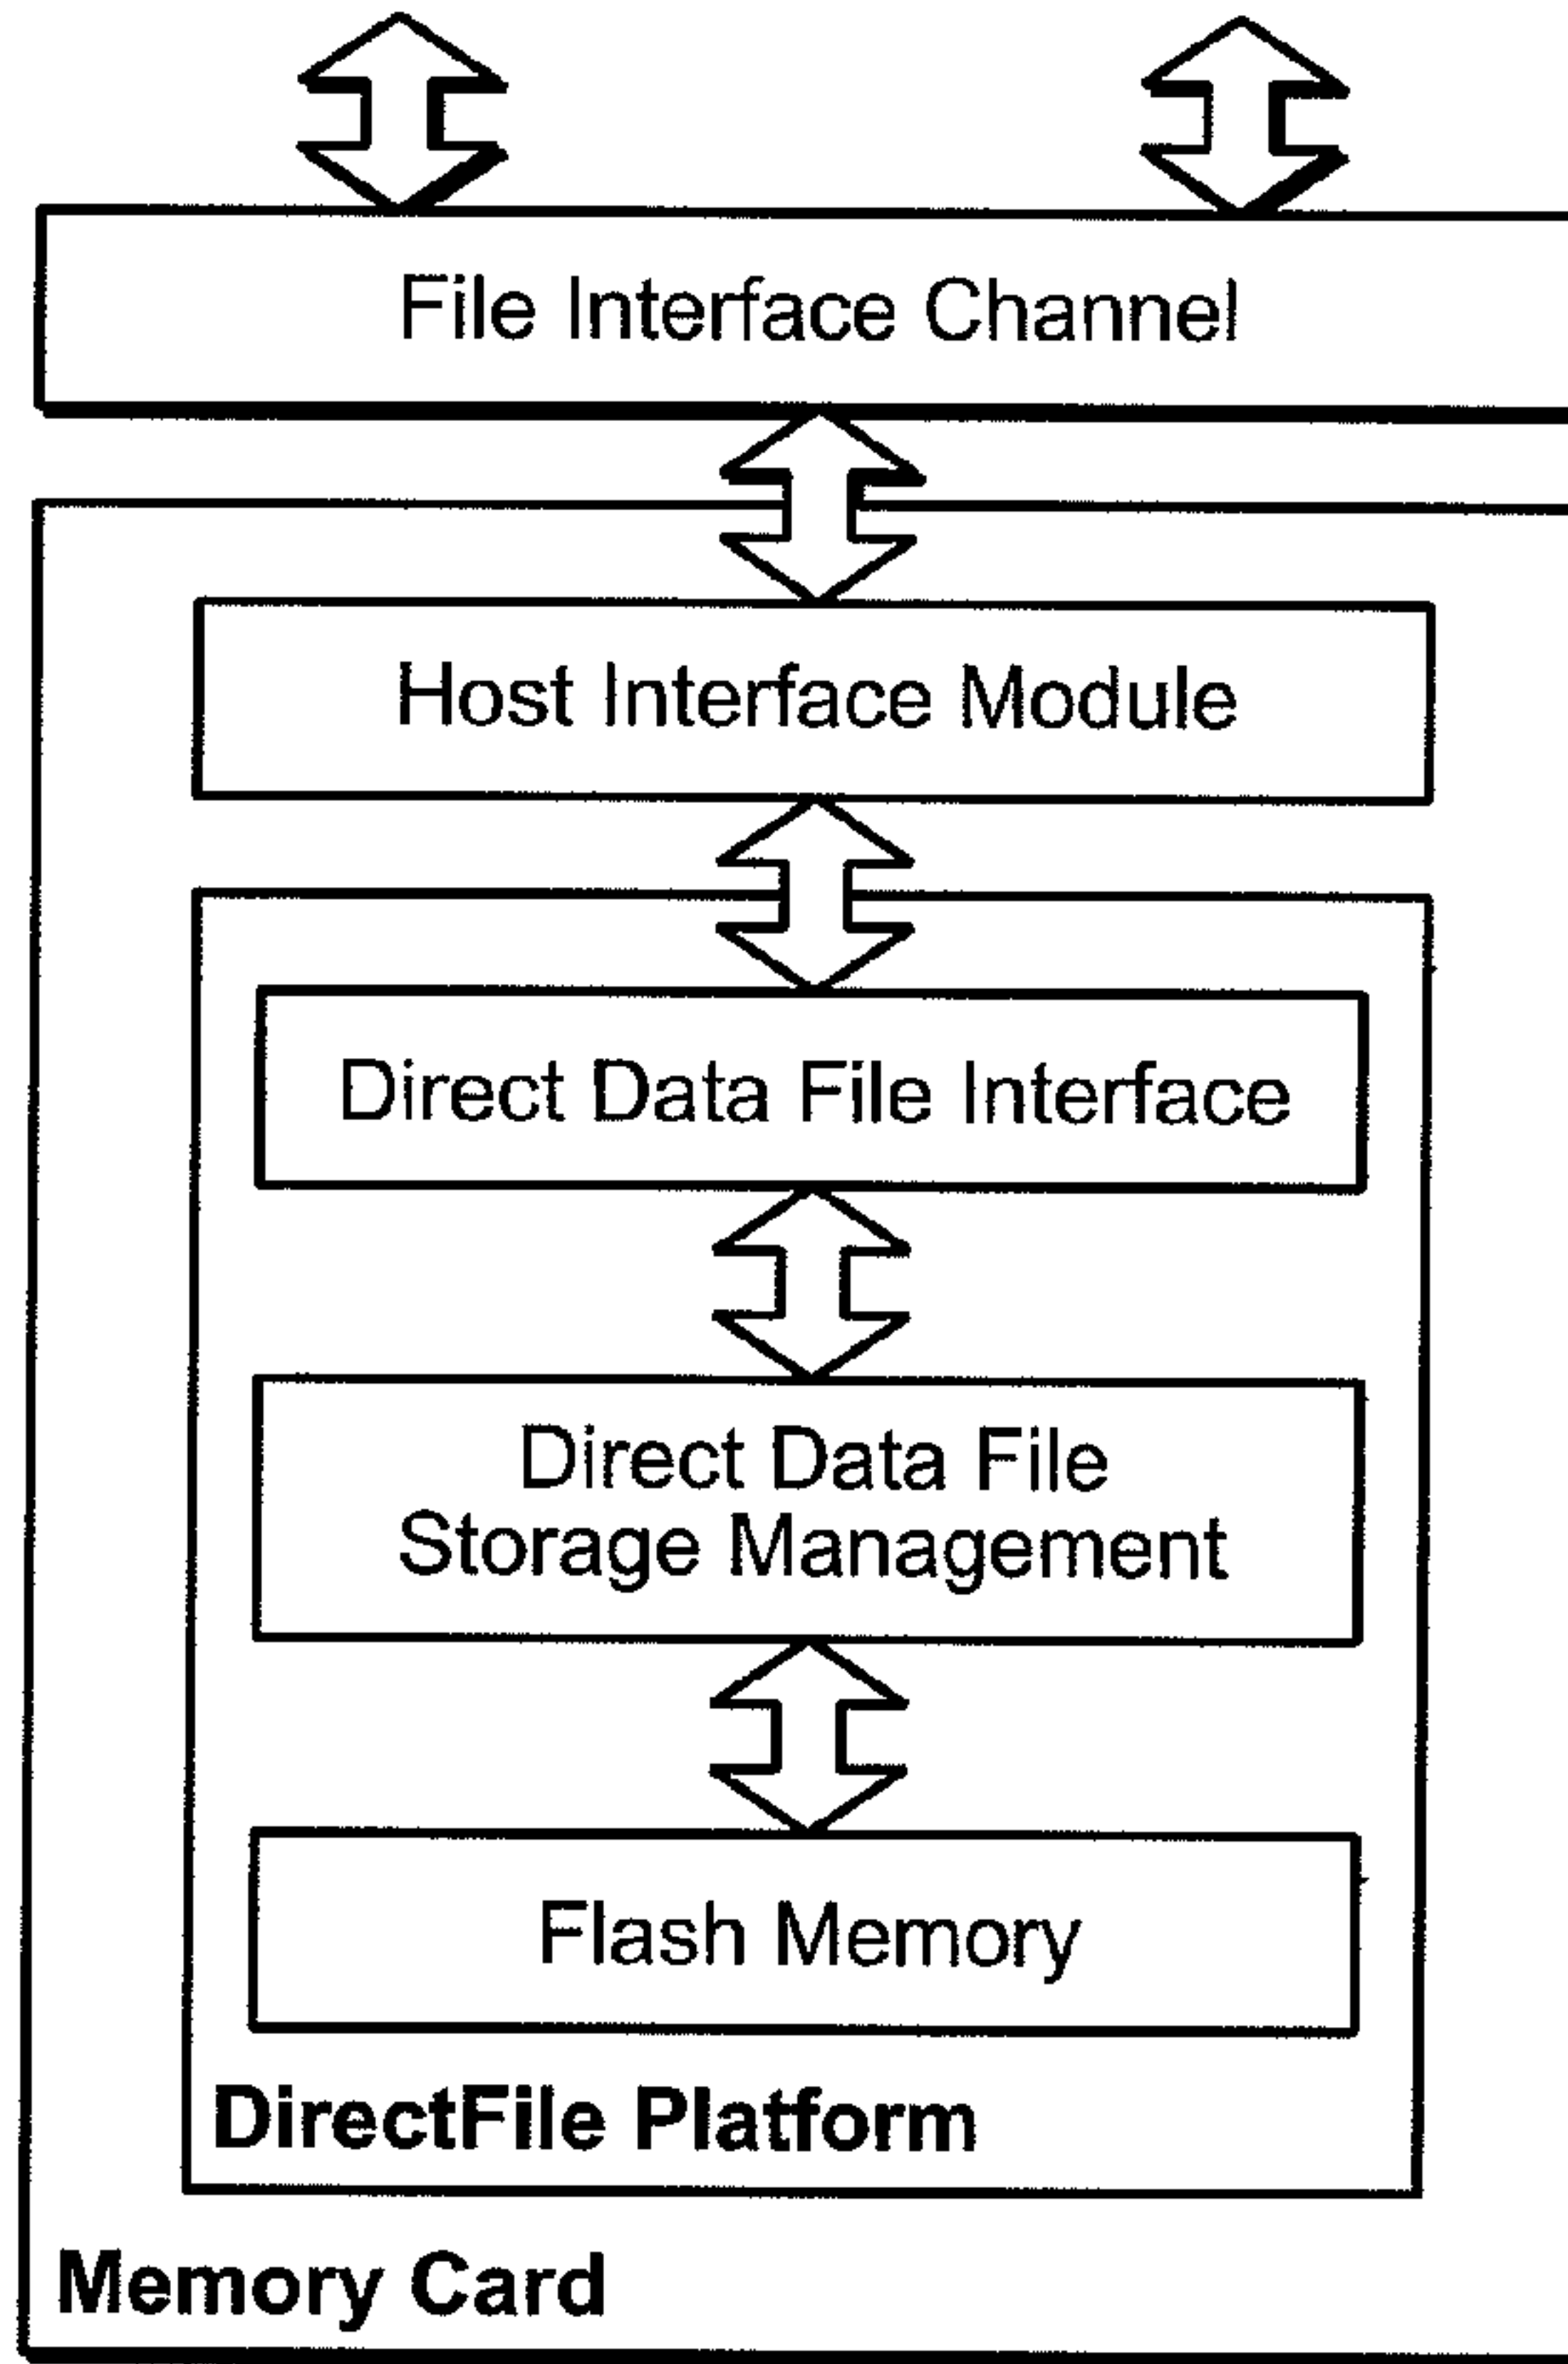 File Interface Channel
Host Interface Module
Direct Data File Interface
Direct Data File
Storage Management
Flash Memory
DirectFile Platform
Memory Card